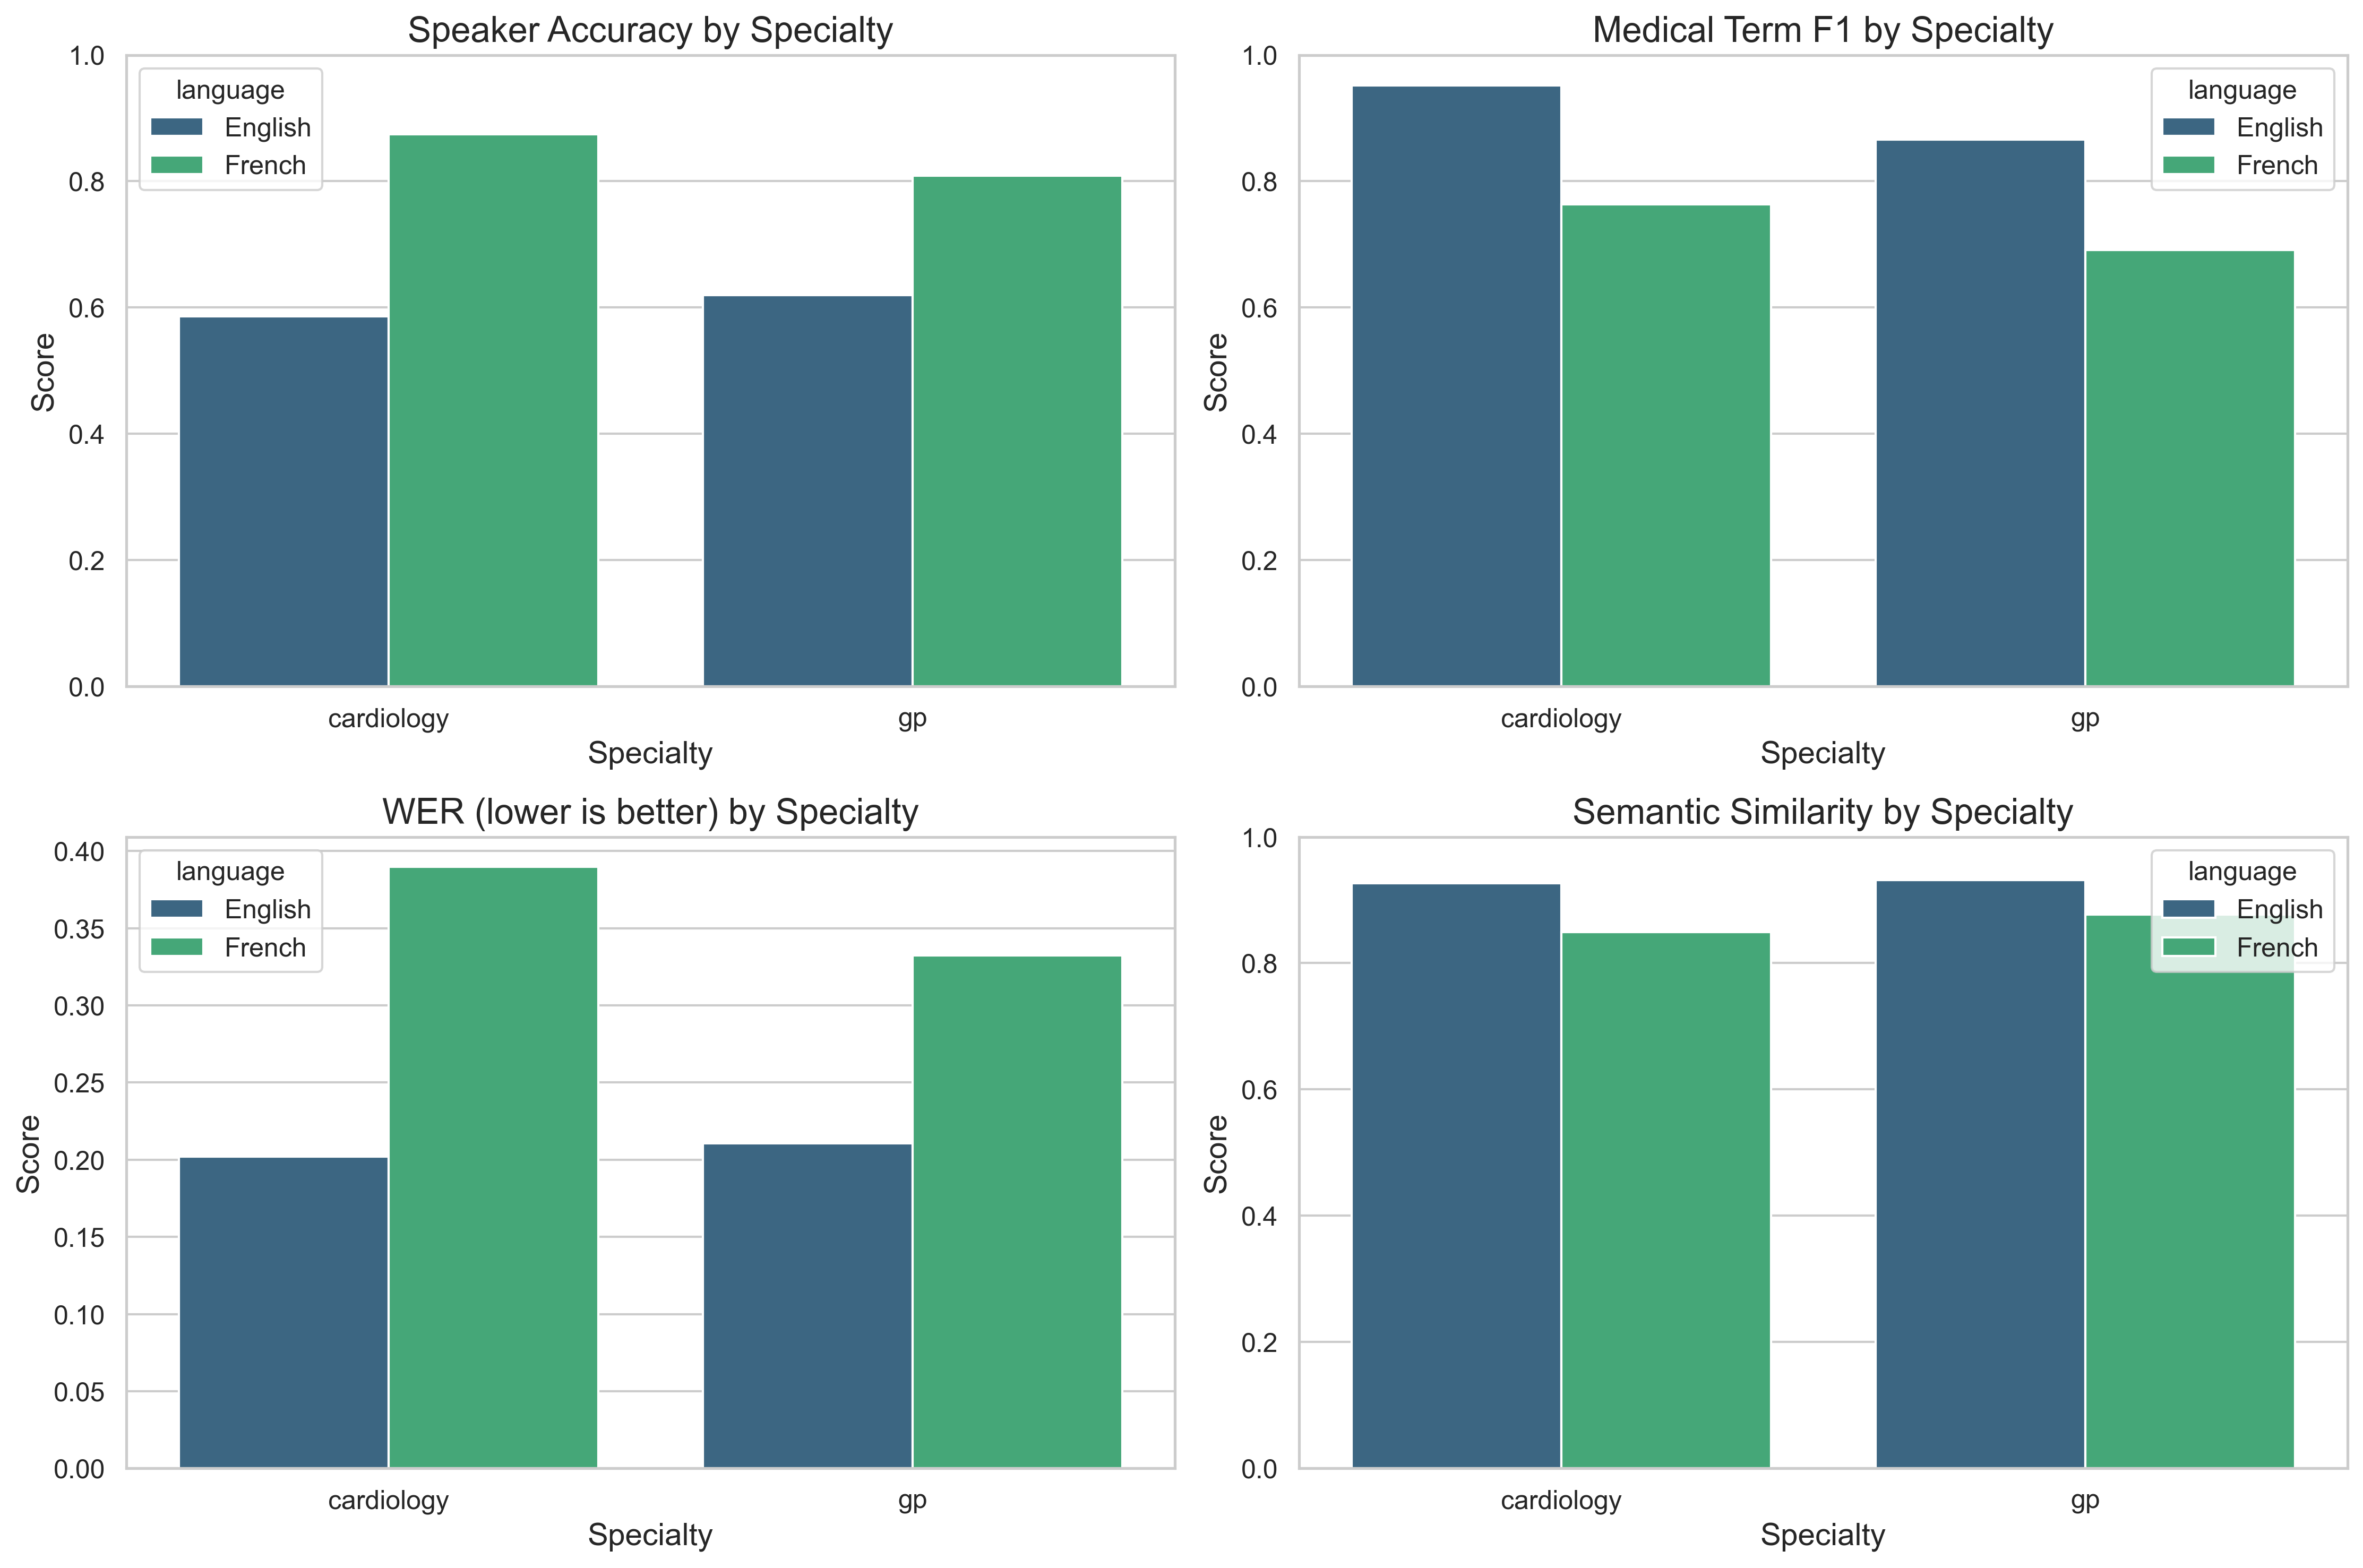 Speaker Accuracy by Specialty
1.0
0.8
0.6
0.4
0.2
0.0
Score
language
English
French
cardiology
gp
Specialty
Medical Term F1 by Specialty
1.0
0.8
0.6
0.4
0.2
0.0
Score
language
English
French
cardiology
gp
Specialty
WER (lower is better) by Specialty
0.40
0.35
0.30
0.25
0.20
0.15
0.10
0.05
0.00
Score
language
English
French
cardiology
gp
Specialty
Semantic Similarity by Specialty
1.0
0.8
0.6
0.4
0.2
0.0
Score
language
English
French
cardiology
gp
Specialty